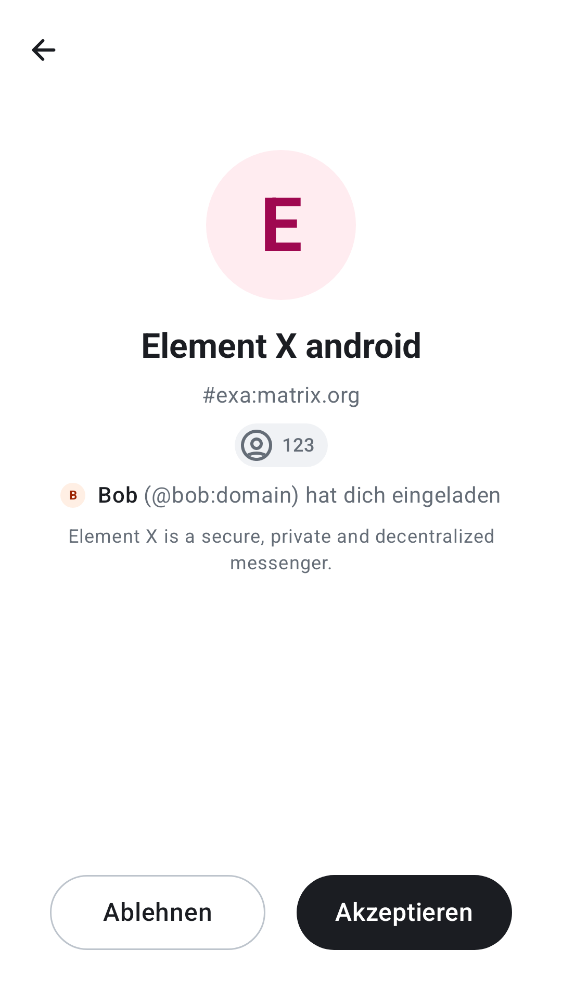 E
Element X android
#exa:matrix.org
123
B Bob (@bob:domain) hat dich eingeladen
Element X is a secure, private and decentralized
messenger.
Ablehnen
Akzeptieren